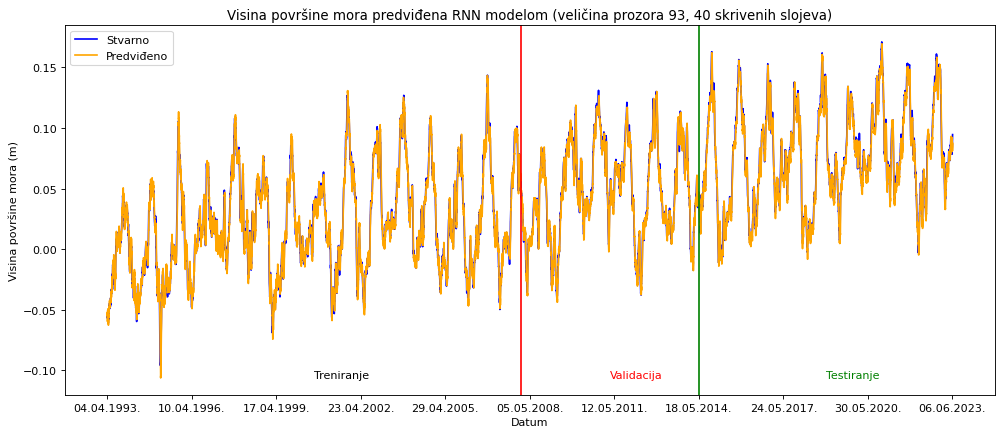 Visina površine mora predviđena RNN modelom (veličina prozora 93, 40 skrivenih slojeva)
Stvarno
Predviđeno
Visina površine mora (m)
0.15
0.10
0.05
0.00
−0.05
−0.10
Treniranje
Validacija
Testiranje
04.04.1993.
10.04.1996.
17.04.1999.
23.04.2002.
29.04.2005.
05.05.2008.
12.05.2011.
18.05.2014.
24.05.2017.
30.05.2020.
06.06.2023.
Datum